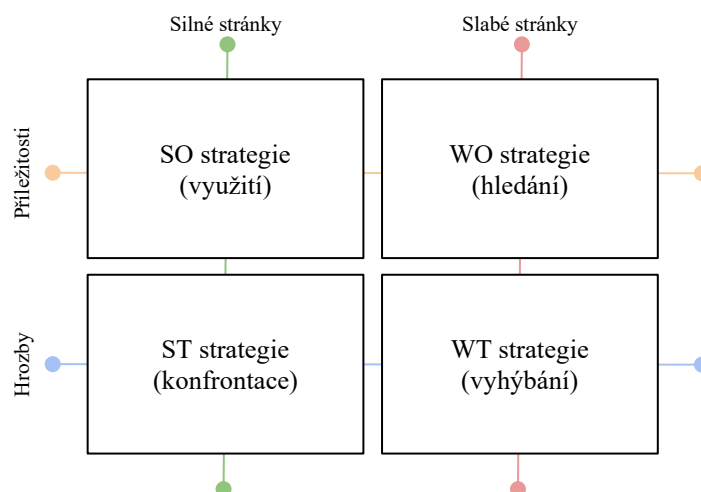 Silné stránky
Slabé stránky
Příležitosti
SO strategie
(využití)
WO strategie
(hledání)
Hrozby
ST strategie
(konfrontace)
WT strategie
(vyhýbání)